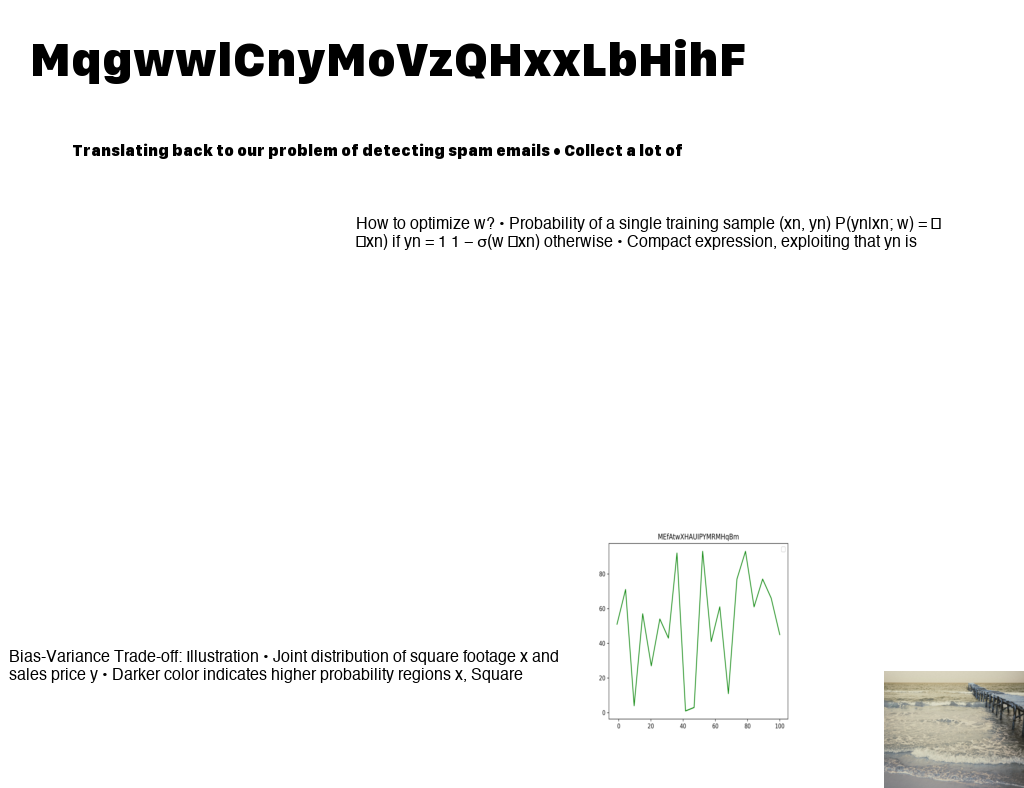 MqgwwlCnyMoVzQHxxLbHihF
Translating back to our problem of detecting spam emails • Collect a lot of
How to optimize w? • Probability of a single training sample (xn, yn) P(yn|xn; w) = □
□xn) if yn = 1 1 − σ(w □xn) otherwise • Compact expression, exploiting that yn is
MEfAtwXHAUIPYMRMHqBm
80
60
40
20
0
0 20 40 60 80 100
Bias-Variance Trade-off: Illustration • Joint distribution of square footage x and
sales price y • Darker color indicates higher probability regions x, Square